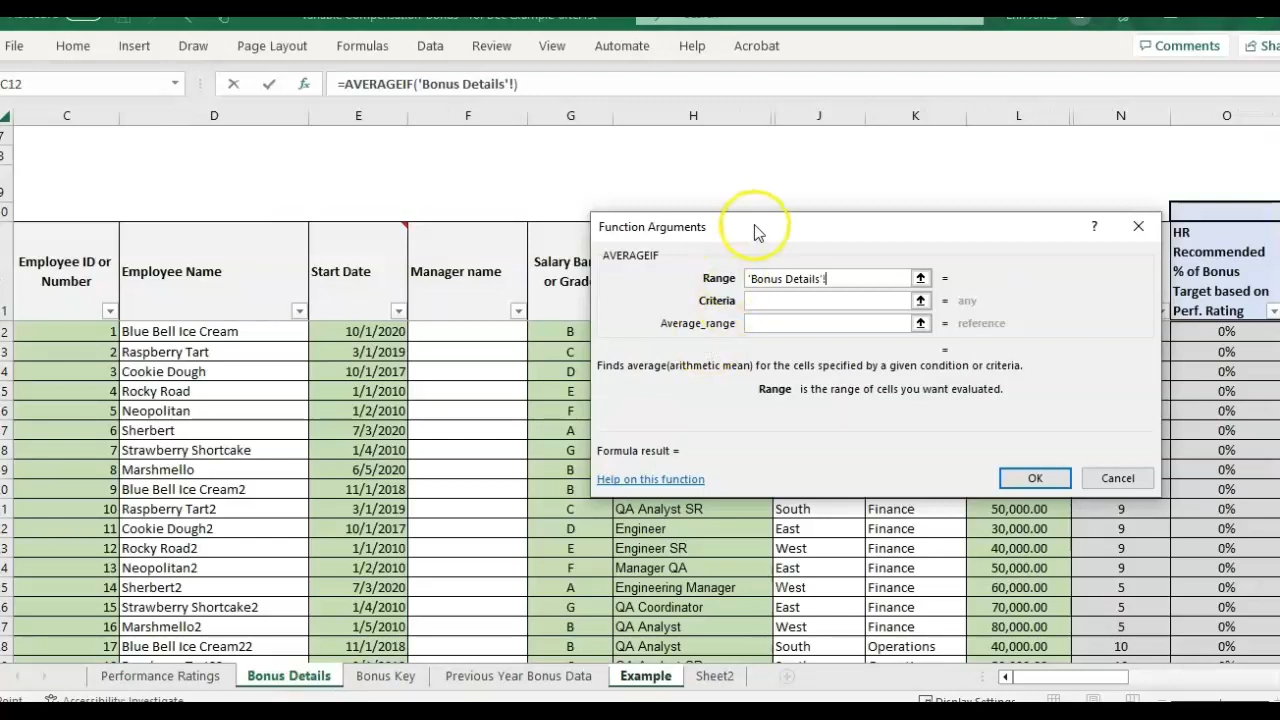 File Home Insert Draw Page Layout Formulas Data Review View Automate Help Acrobat Comments
C12 =AVERAGEIF('Bonus Details'!)
C D E F G H J K L N O
Employee ID or Number Employee Name Start Date Manager name HR Recommended % of Bonus Target based on Perf. Rating
Function Arguments ?
AVERAGEIF
Range 'Bonus Details'! =
Criteria = any
Average_range = reference
=
Finds average(arithmetic mean) for the cells specified by a given condition or criteria.
Range is the range of cells you want evaluated.
Formula result =
Help on this function OK Cancel
1 Blue Bell Ice Cream 10/1/2020 B 0%
2 Raspberry Tart 3/1/2019 C 0%
3 Cookie Dough 10/1/2017 D 0%
4 Rocky Road 1/1/2010 E 0%
5 Neopolitan 1/2/2010 F 0%
6 Sherbert 7/3/2020 A 0%
7 Strawberry Shortcake 1/4/2010 G 0%
8 Marshmello 6/5/2020 B 0%
9 Blue Bell Ice Cream2 11/1/2018 B 0%
10 Raspberry Tart2 3/1/2019 C QA Analyst SR South Finance 50,000.00 9 0%
11 Cookie Dough2 10/1/2017 D Engineer East Finance 30,000.00 9 0%
12 Rocky Road2 1/1/2010 E Engineer SR West Finance 40,000.00 9 0%
13 Neopolitan2 1/2/2010 F Manager QA East Finance 50,000.00 9 0%
14 Sherbert2 7/3/2020 A Engineering Manager West Finance 60,000.00 5 0%
15 Strawberry Shortcake2 1/4/2010 G QA Coordinator East Finance 70,000.00 5 0%
16 Marshmello2 1/5/2010 B QA Analyst West Finance 80,000.00 5 0%
17 Blue Bell Ice Cream22 11/1/2018 B QA Analyst South Operations 40,000.00 10 0%
Performance Ratings Bonus Details Bonus Key Previous Year Bonus Data Example Sheet2